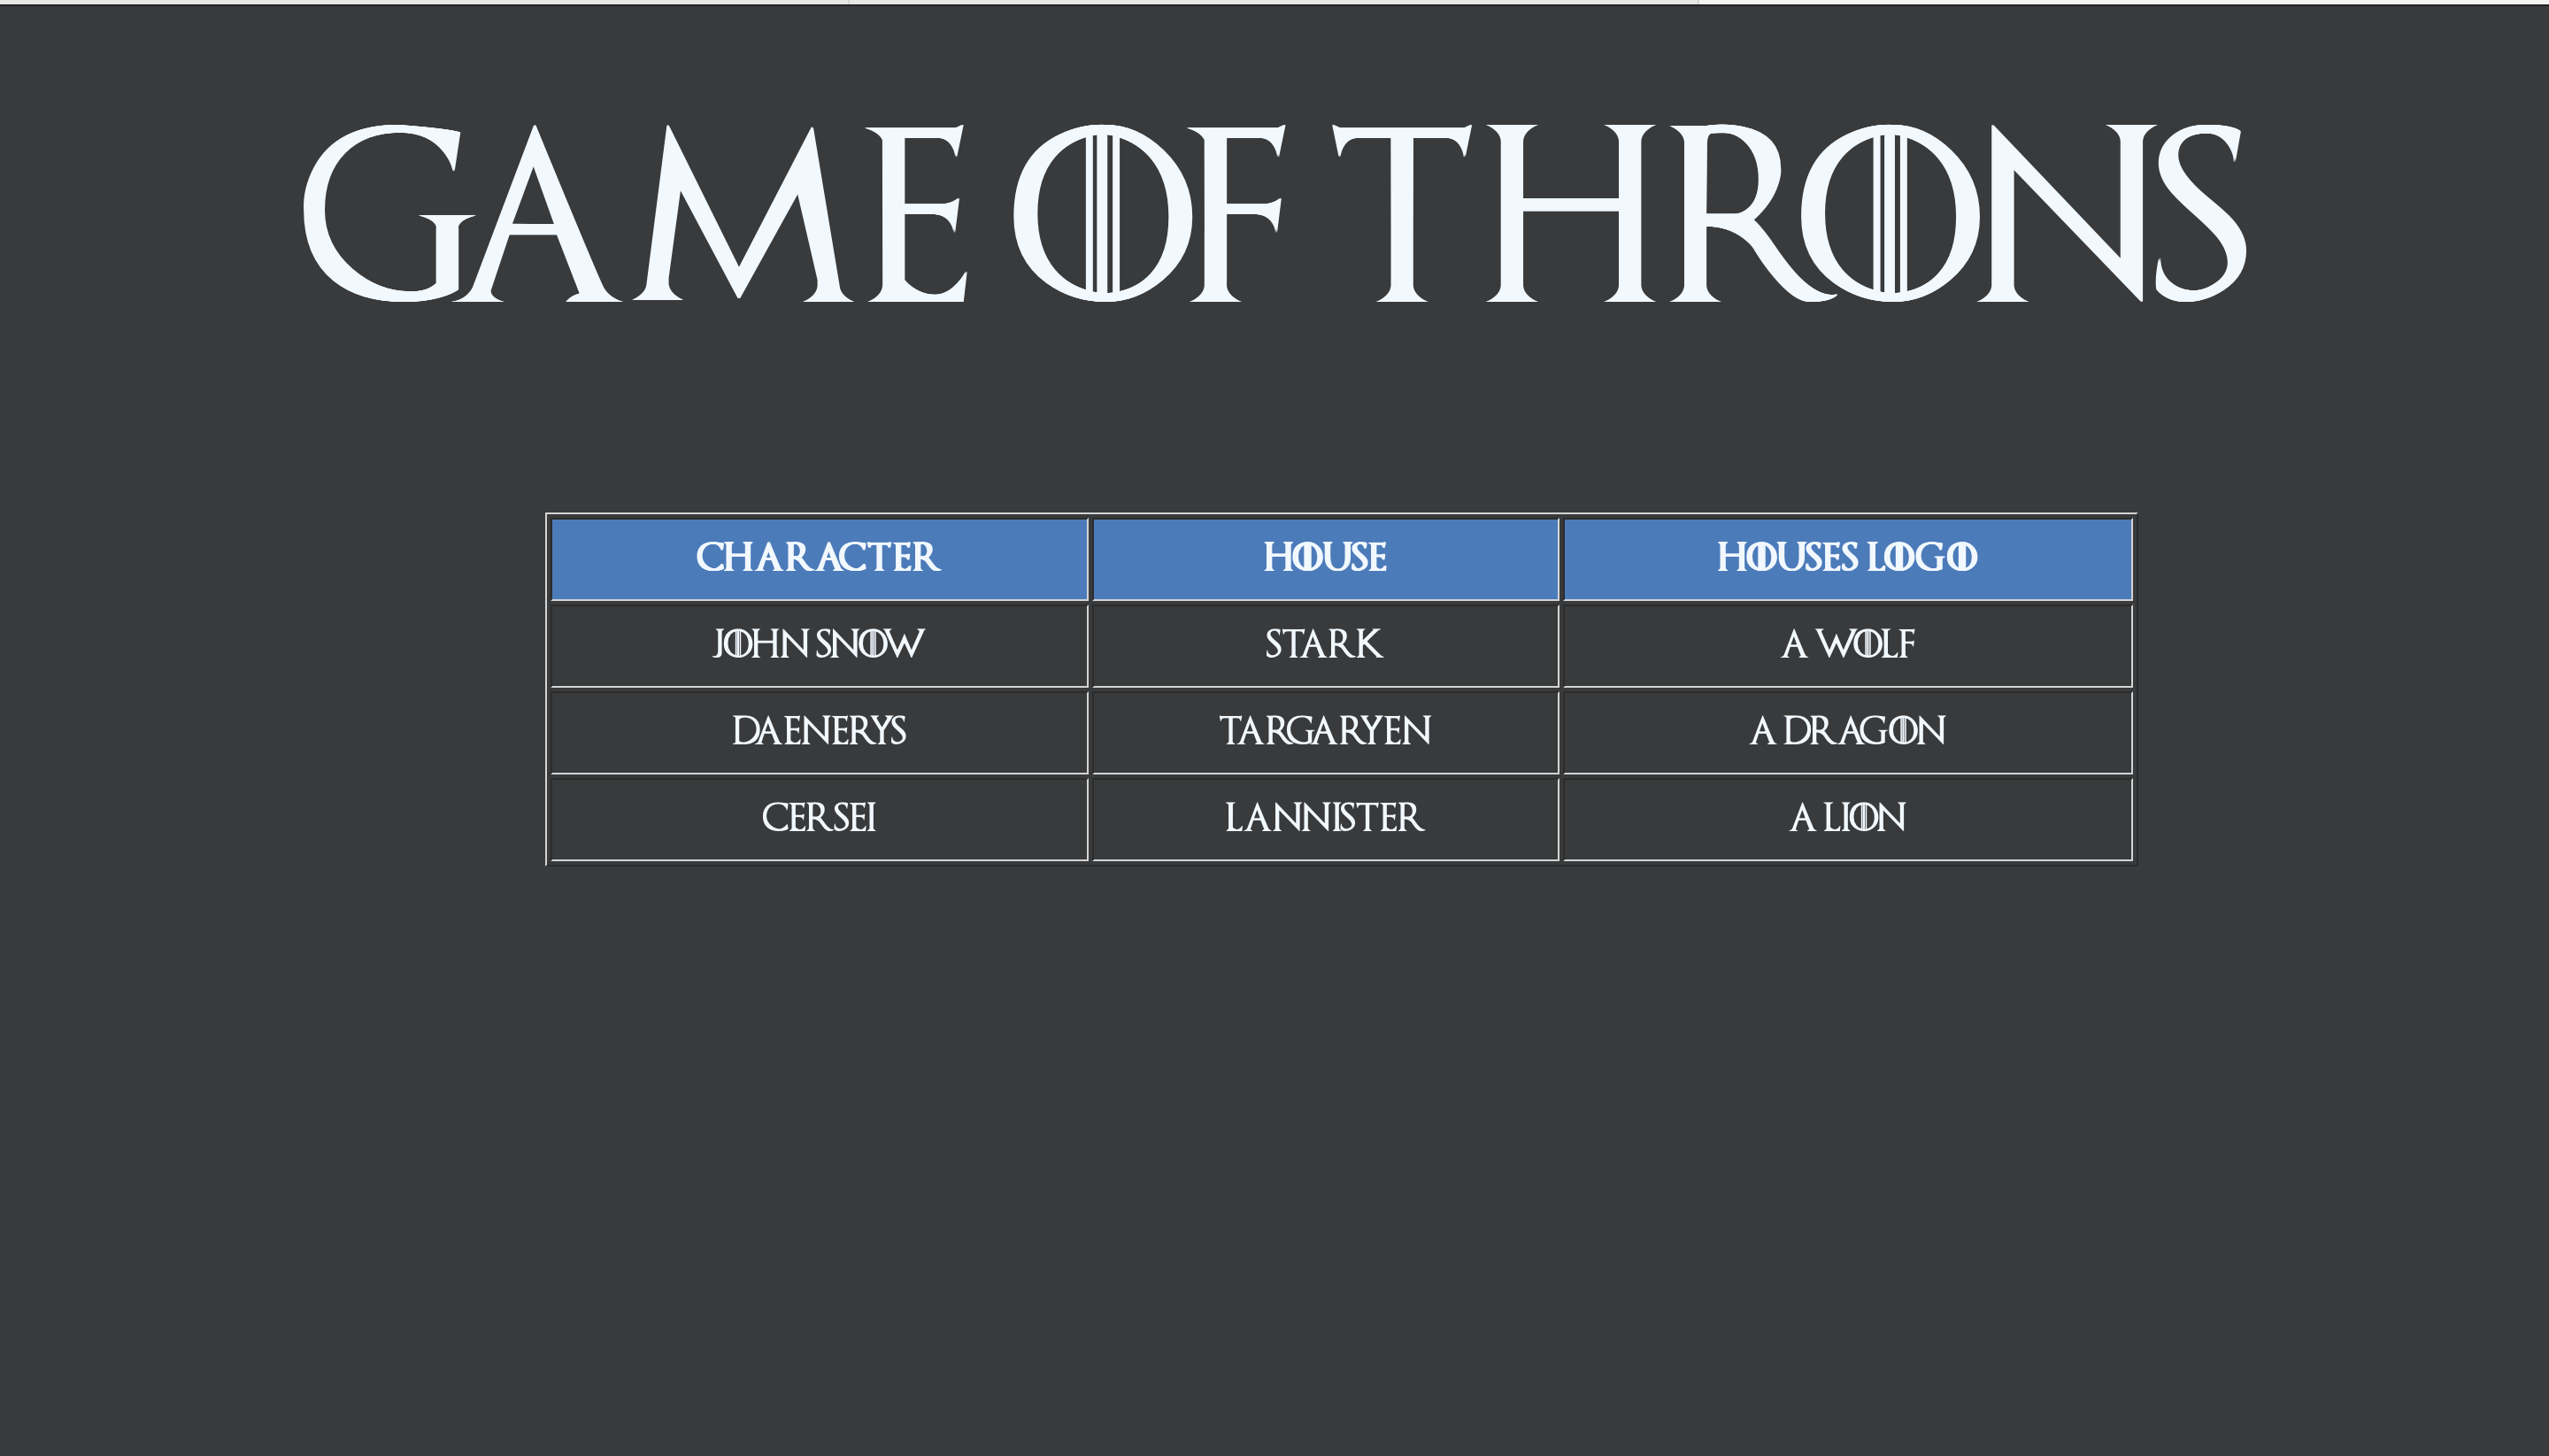 GAME OF THRONS
CHARACTER HOUSE HOUSES LOGO
JOHN SNOW STARK A WOLF
DAENERYS TARGARYEN A DRAGON
CERSEI LANNISTER A LION